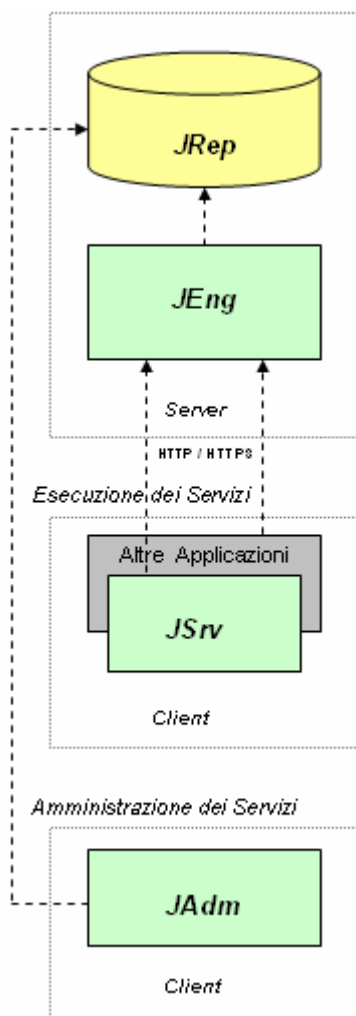 JRep
JEng
Server
HTTP / HTTPS
Esecuzione dei Servizi
Altre Applicazioni
JSrv
Client
Amministrazione dei Servizi
JAdm
Client